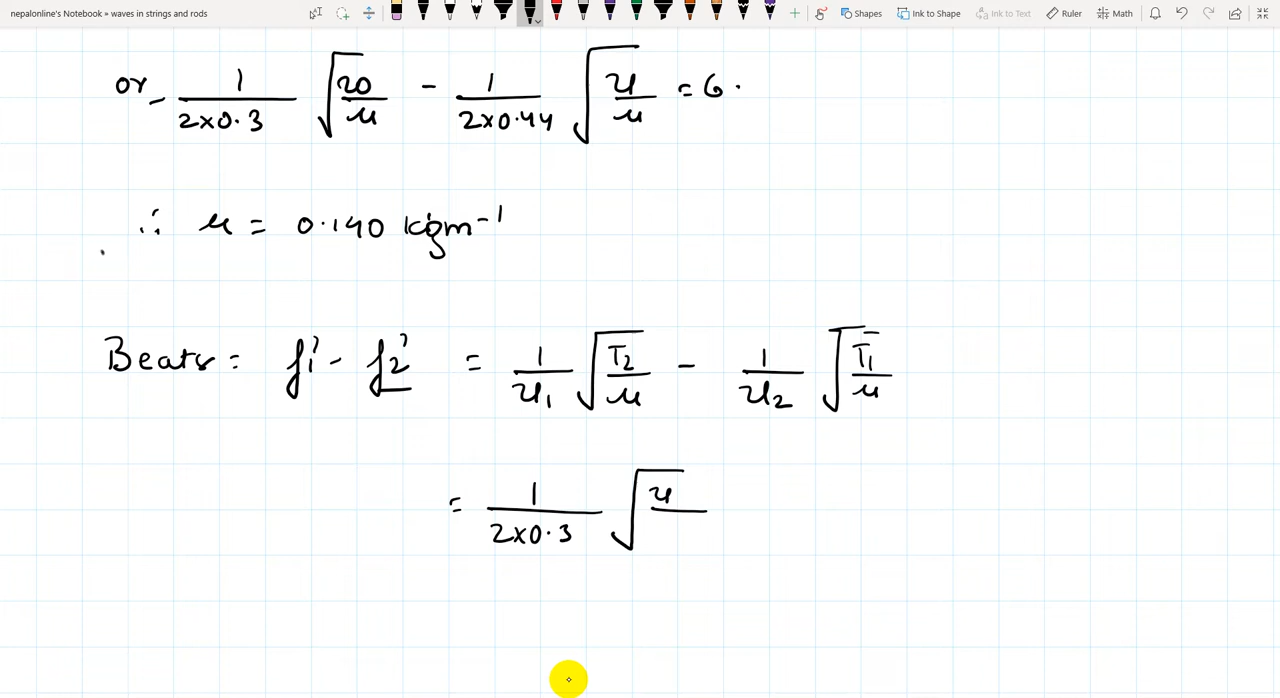 nepalonline's Notebook » waves in strings and rods
Shapes Ink to Shape Ink to Text Ruler Math
or, 1/(2×0.3) √(20/μ) - 1/(2×0.44) √(21/μ) = 6.
∴ μ = 0.140 kgm⁻¹
Beats = f₁' - f₂' = 1/(2l₁) √(T₂/μ) - 1/(2l₂) √(T₁/μ)
= 1/(2×0.3) √(21/